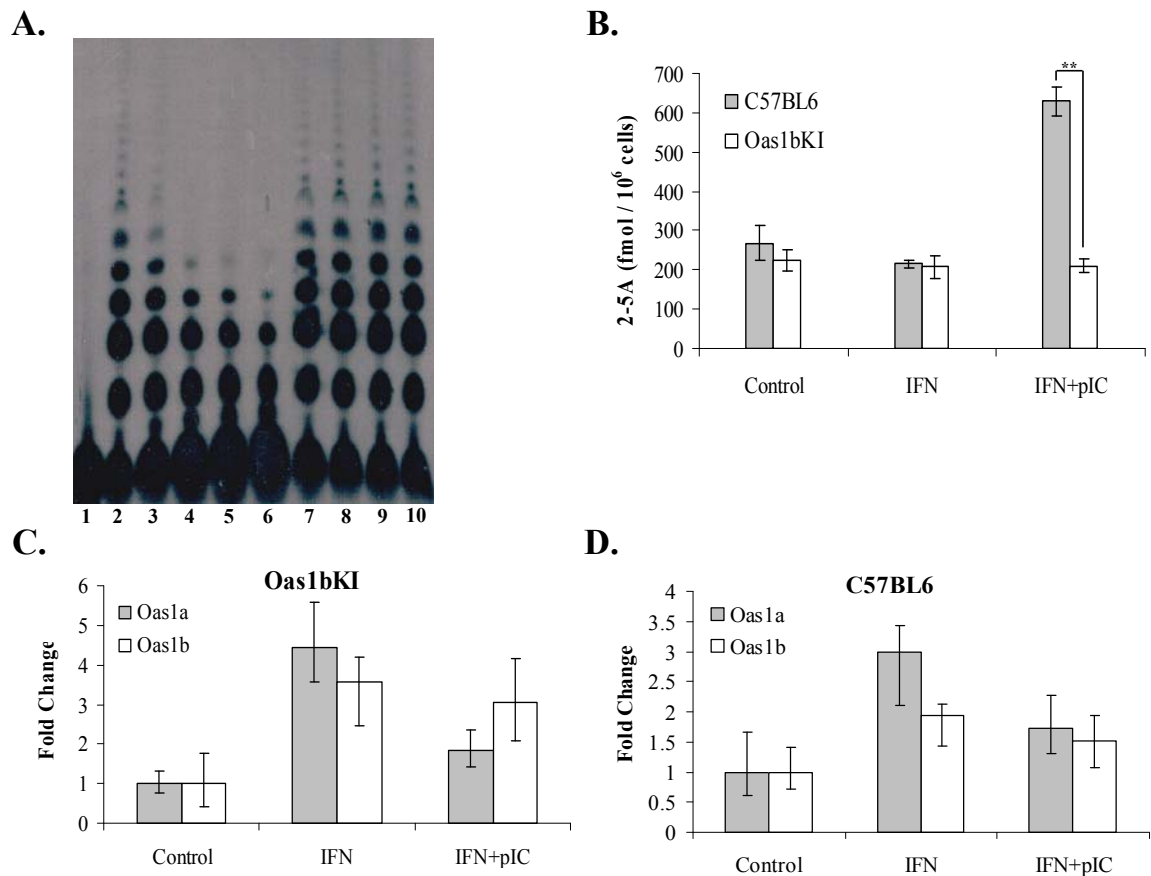 A.
1 2 3 4 5 6 7 8 9 10
B.
2-5A (fmol / 10⁶ cells)
700
600
500
400
300
200
100
0
C57BL6
Oas1bKI
**
Control IFN IFN+pIC
C.
Oas1bKI
Fold Change
6
5
4
3
2
1
0
Oas1a
Oas1b
Control IFN IFN+pIC
D.
C57BL6
Fold Change
4
3.5
3
2.5
2
1.5
1
0.5
0
Oas1a
Oas1b
Control IFN IFN+pIC